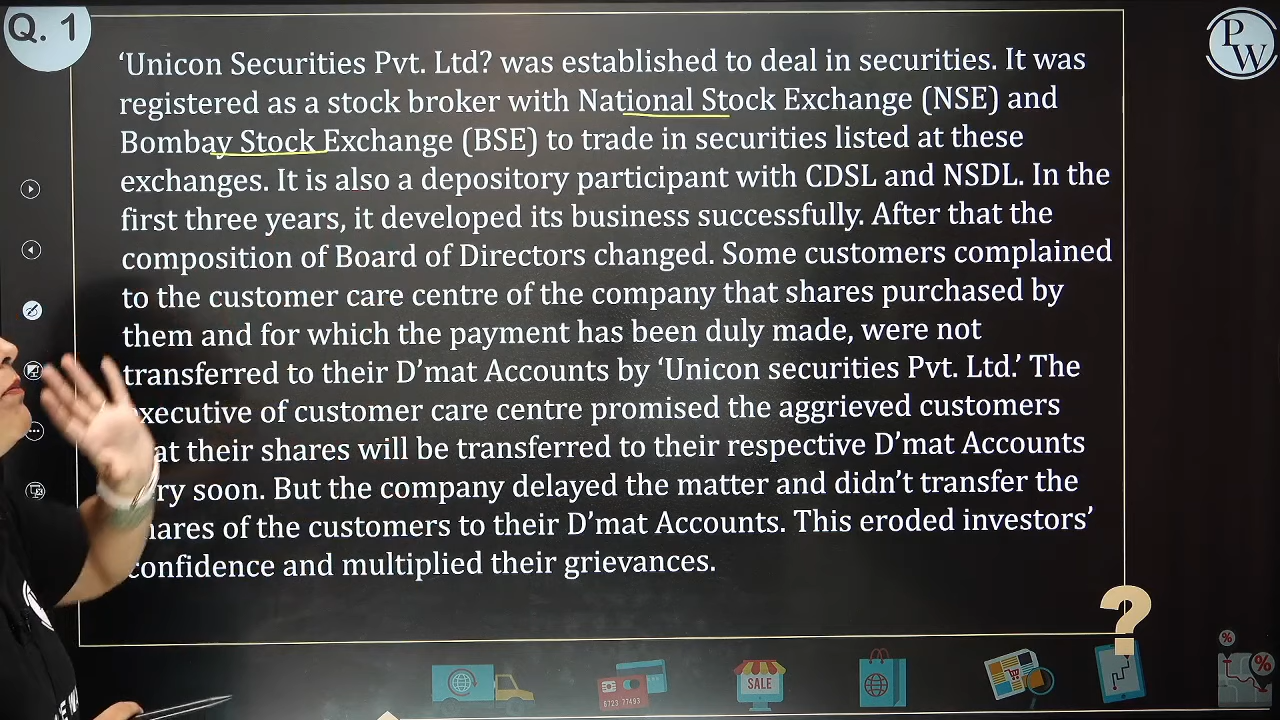 Q. 1
‘Unicon Securities Pvt. Ltd? was established to deal in securities. It was
registered as a stock broker with National Stock Exchange (NSE) and
Bombay Stock Exchange (BSE) to trade in securities listed at these
exchanges. It is also a depository participant with CDSL and NSDL. In the
first three years, it developed its business successfully. After that the
composition of Board of Directors changed. Some customers complained
to the customer care centre of the company that shares purchased by
them and for which the payment has been duly made, were not
transferred to their D’mat Accounts by ‘Unicon securities Pvt. Ltd.’ The
executive of customer care centre promised the aggrieved customers
at their shares will be transferred to their respective D’mat Accounts
ry soon. But the company delayed the matter and didn’t transfer the
hares of the customers to their D’mat Accounts. This eroded investors’
confidence and multiplied their grievances.
?
P
W
SALE
%
%